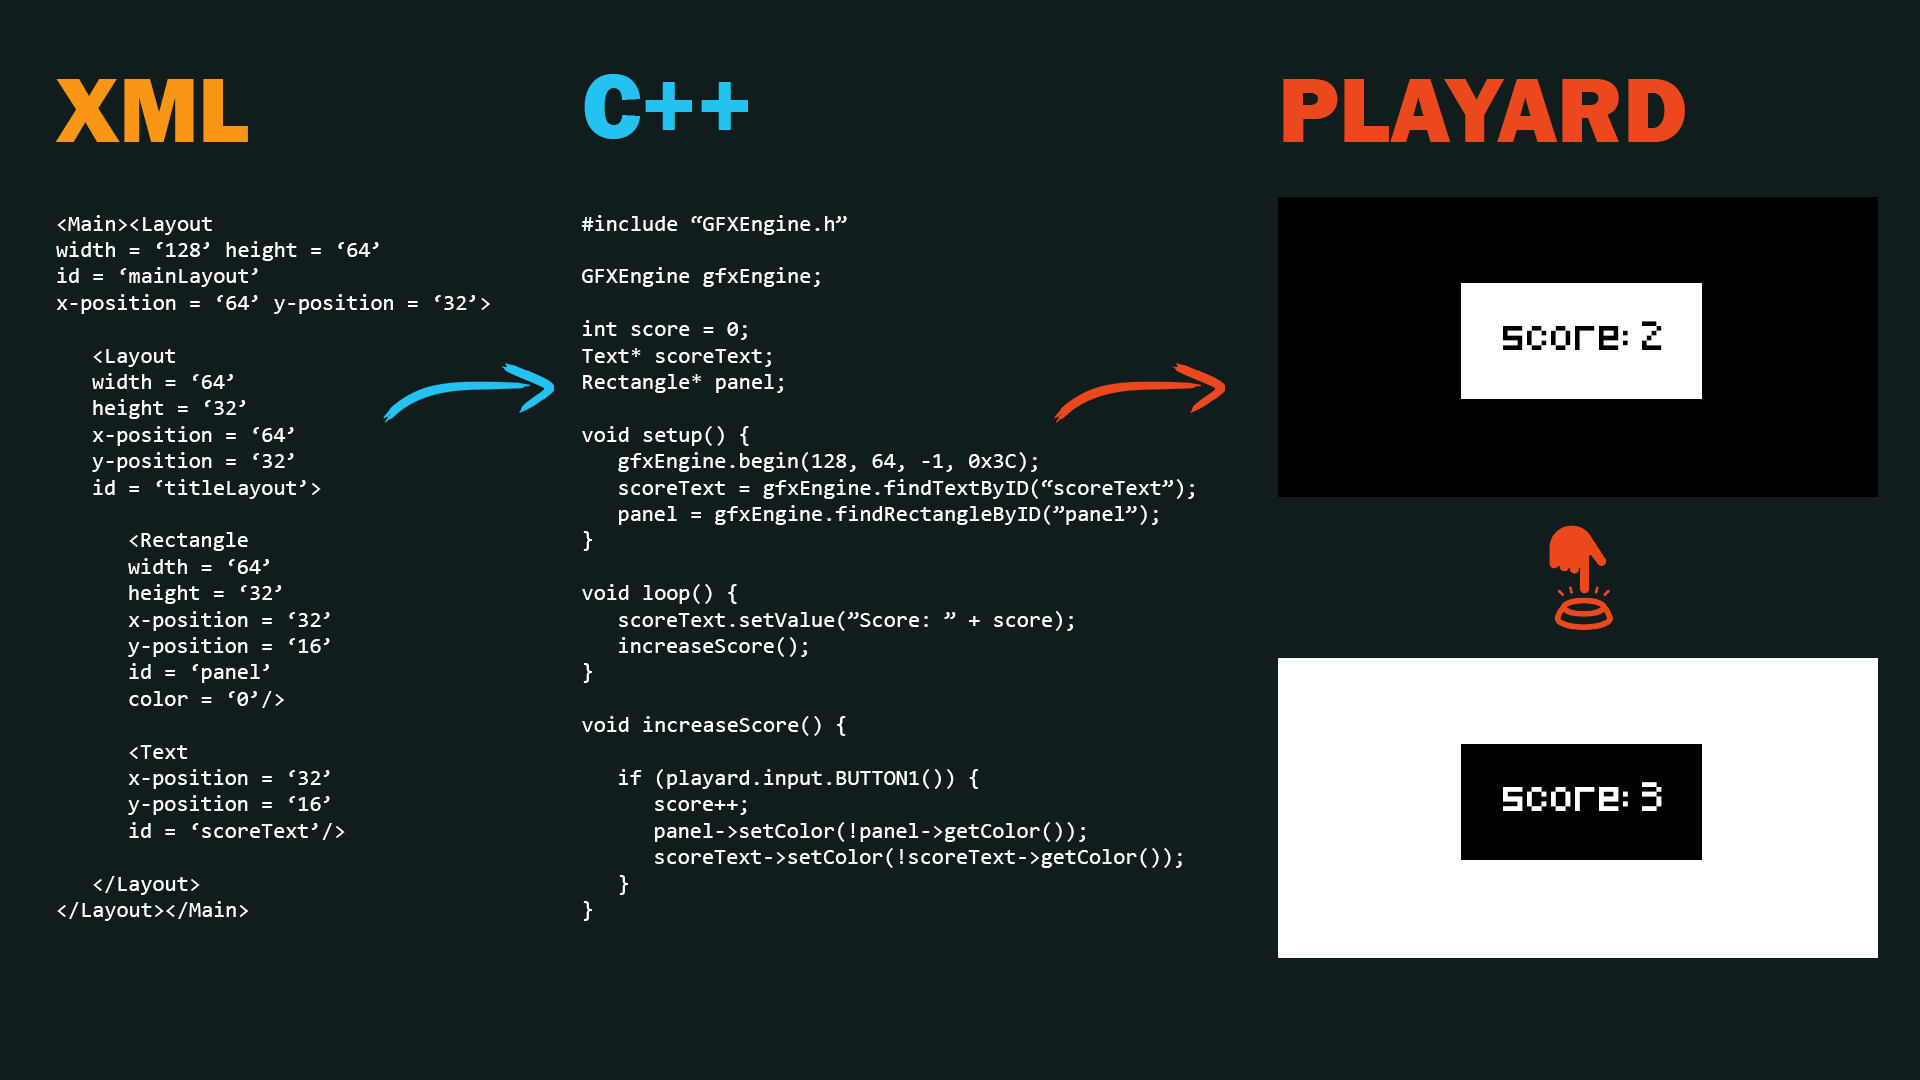 XML
<Main><Layout
width = ‘128’ height = ‘64’
id = ‘mainLayout’
x-position = ‘64’ y-position = ‘32’>
<Layout
width = ‘64’
height = ‘32’
x-position = ‘64’
y-position = ‘32’
id = ‘titleLayout’>
<Rectangle
width = ‘64’
height = ‘32’
x-position = ‘32’
y-position = ‘16’
id = ‘panel’
color = ‘0’/>
<Text
x-position = ‘32’
y-position = ‘16’
id = ‘scoreText’/>
</Layout>
</Layout></Main>
C++
#include “GFXEngine.h”
GFXEngine gfxEngine;
int score = 0;
Text* scoreText;
Rectangle* panel;
void setup() {
gfxEngine.begin(128, 64, -1, 0x3C);
scoreText = gfxEngine.findTextByID(“scoreText”);
panel = gfxEngine.findRectangleByID(”panel”);
}
void loop() {
scoreText.setValue(”Score: ” + score);
increaseScore();
}
void increaseScore() {
if (playard.input.BUTTON1()) {
score++;
panel->setColor(!panel->getColor());
scoreText->setColor(!scoreText->getColor());
}
}
PLAYARD
score: 2
score: 3